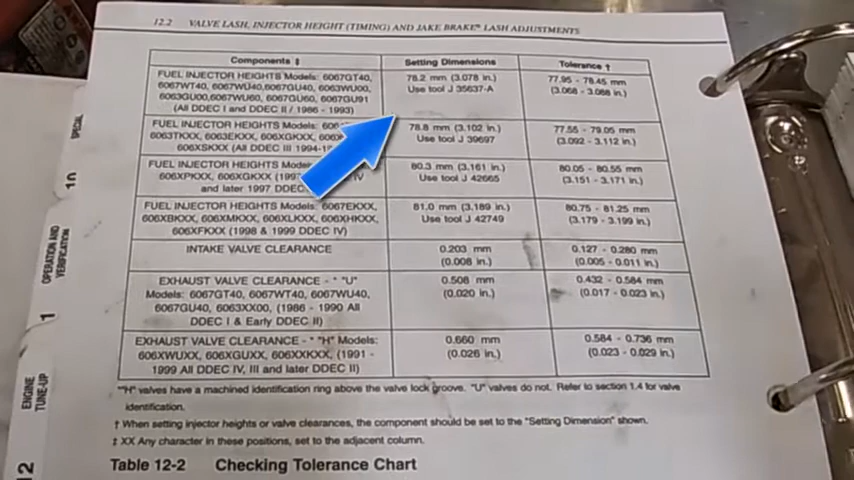 12.2 VALVE LASH, INJECTOR HEIGHT (TIMING) AND JAKE BRAKE® LASH ADJUSTMENTS
Components ‡ Setting Dimensions Tolerance †
FUEL INJECTOR HEIGHTS Models: 6067GT40,
6067WT40, 6067WU40, 6067GU40, 6063WU00,
6063GU00, 6067WU60, 6067GU60, 6067GU91
(All DDEC I and DDEC II / 1986 - 1993)
78.2 mm (3.078 in.)
Use tool J 35637-A
77.95 - 78.45 mm
(3.068 - 3.088 in.)
FUEL INJECTOR HEIGHTS Models:
6063TKXX, 6063EKXX, 606XGKXX,
606XSKXX (All DDEC III 1994-
78.8 mm (3.102 in.)
Use tool J 39697
77.55 - 79.05 mm
(3.092 - 3.112 in.)
FUEL INJECTOR HEIGHTS
606XPKXX, 606XGKXX IV
and later 1997 DDEC
80.3 mm (3.161 in.)
Use tool J 42665
80.05 - 80.55 mm
(3.151 - 3.171 in.)
FUEL INJECTOR HEIGHTS Models: 6067EKXX,
606XBKXX, 606XMKXX, 606XLKXX, 606XHKXX,
606XFKXX (1998 & 1999 DDEC IV)
81.0 mm (3.189 in.)
Use tool J 42749
80.75 - 81.25 mm
(3.179 - 3.199 in.)
INTAKE VALVE CLEARANCE
0.203 mm
(0.008 in.)
0.127 - 0.280 mm
(0.005 - 0.011 in.)
EXHAUST VALVE CLEARANCE - * "U"
Models: 6067GT40, 6067WT40, 6067WU40,
6067GU40, 6063XX00, (1986 - 1990 All
DDEC I & Early DDEC II)
0.508 mm
(0.020 in.)
0.432 - 0.584 mm
(0.017 - 0.023 in.)
EXHAUST VALVE CLEARANCE - * "H" Models:
606XWUXX, 606XGUXX, 606XXKXX, (1991 -
1999 All DDEC IV, III and later DDEC II)
0.660 mm
(0.026 in.)
0.584 - 0.736 mm
(0.023 - 0.029 in.)
*"H" valves have a machined identification ring above the valve lock groove. "U" valves do not. Refer to section 1.4 for valve
identification.
† When setting injector heights or valve clearances, the component should be set to the "Setting Dimension" shown.
‡ XX Any character in these positions, set to the adjacent column.
Table 12-2 Checking Tolerance Chart
SPECIAL
10
OPERATION AND
VERIFICATION
1
ENGINE
TUNE-UP
12